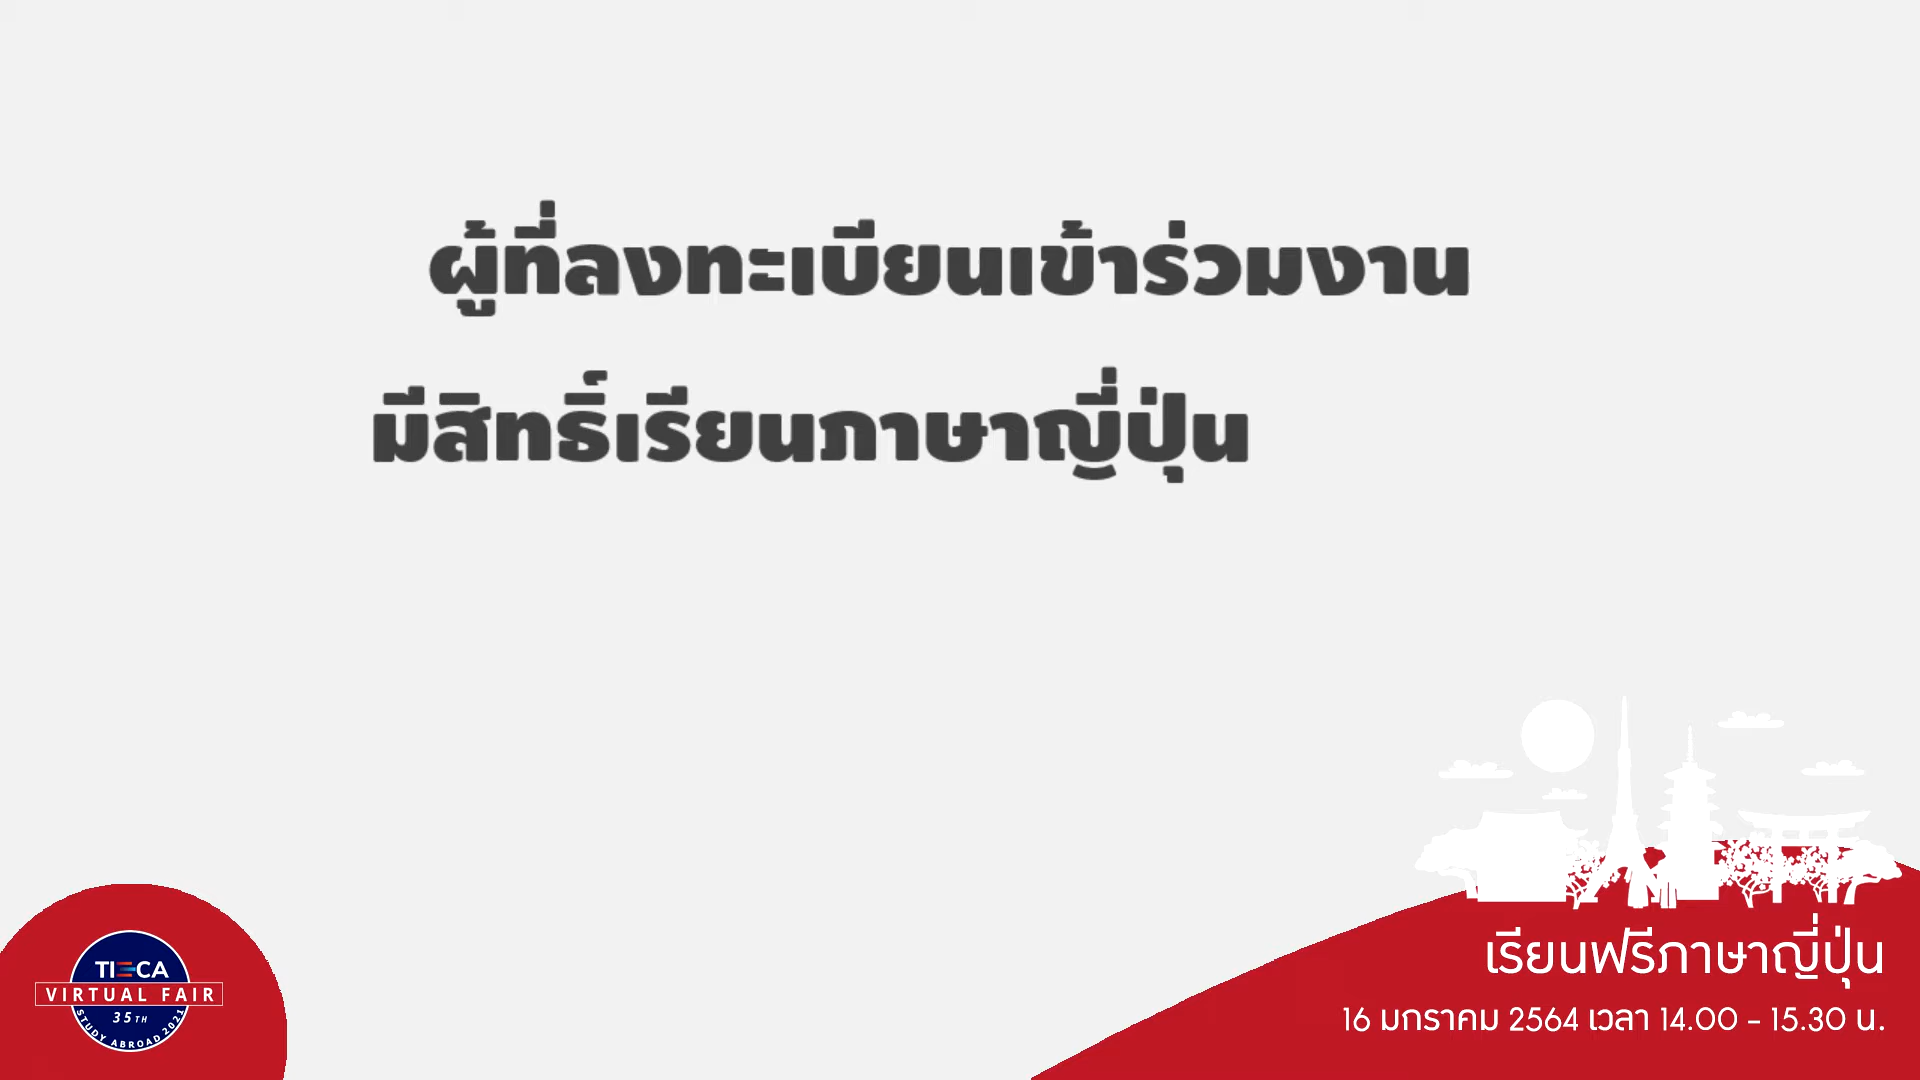 ผู้ที่ลงทะเบียนเข้าร่วมงาน
มีสิทธิ์เรียนภาษาญี่ปุ่น
TIECA
VIRTUAL FAIR
35TH
STUDY ABROAD 2021
เรียนฟรีภาษาญี่ปุ่น
16 มกราคม 2564 เวลา 14.00 - 15.30 น.